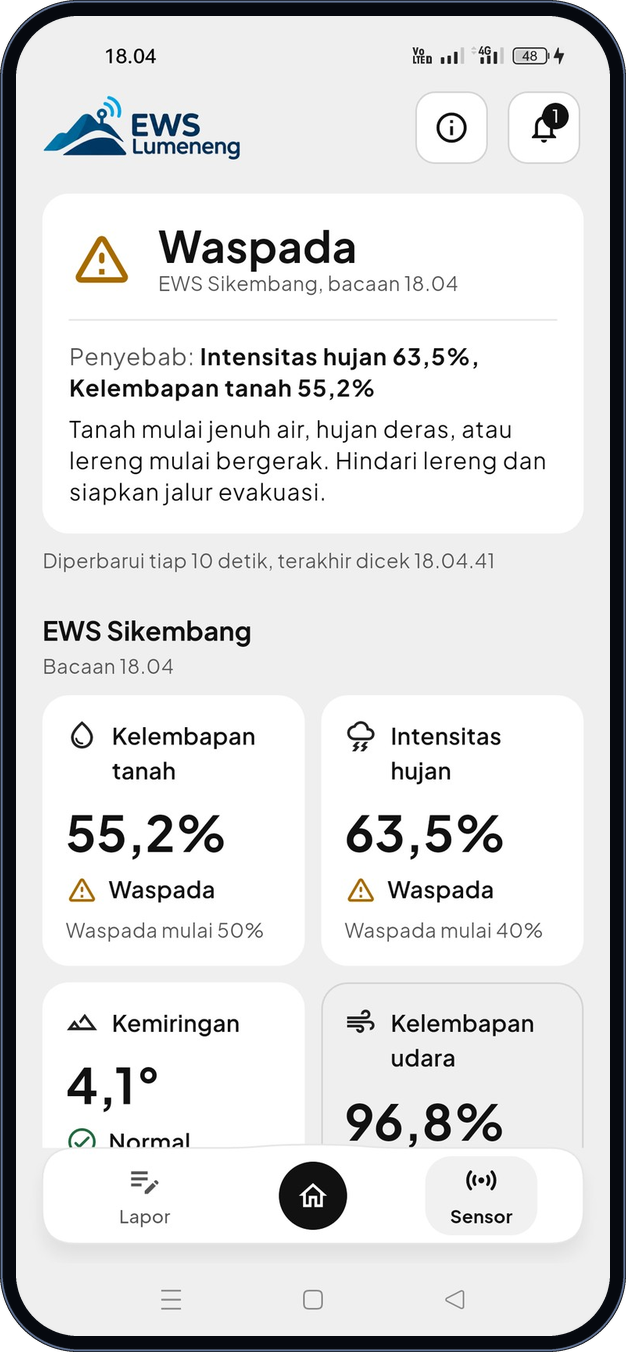 18.04
Vo LTED 4G 48
EWS
Lumeneng
1
Waspada
EWS Sikembang, bacaan 18.04
Penyebab: Intensitas hujan 63,5%,
Kelembapan tanah 55,2%
Tanah mulai jenuh air, hujan deras, atau
lereng mulai bergerak. Hindari lereng dan
siapkan jalur evakuasi.
Diperbarui tiap 10 detik, terakhir dicek 18.04.41
EWS Sikembang
Bacaan 18.04
Kelembapan
tanah
55,2%
Waspada
Waspada mulai 50%
Intensitas
hujan
63,5%
Waspada
Waspada mulai 40%
Kemiringan
4,1°
Normal
Kelembapan
udara
96,8%
Lapor
Sensor